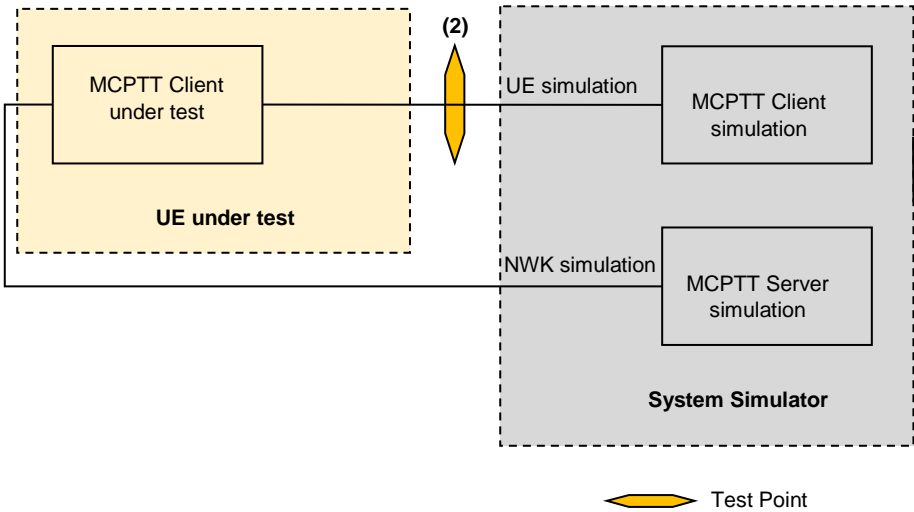 (2)
MCPTT Client
under test
UE simulation
MCPTT Client
simulation
UE under test
NWK simulation
MCPTT Server
simulation
System Simulator
Test Point